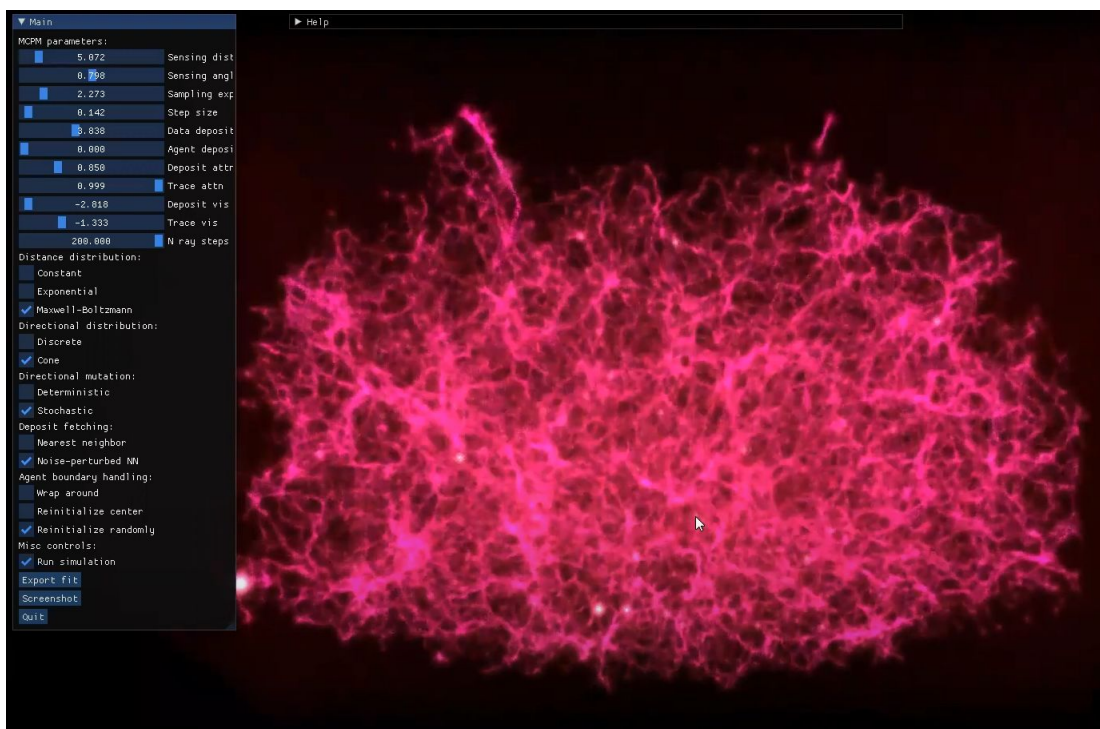 Main
Help
MCPM parameters:
5.072 Sensing dist
0.798 Sensing angl
2.273 Sampling exp
0.142 Step size
3.838 Data deposit
0.000 Agent deposi
0.850 Deposit attn
0.999 Trace attn
-2.818 Deposit vis
-1.333 Trace vis
200.000 N ray steps
Distance distribution:
Constant
Exponential
Maxwell-Boltzmann
Directional distribution:
Discrete
Cone
Directional mutation:
Deterministic
Stochastic
Deposit fetching:
Nearest neighbor
Noise-perturbed NN
Agent boundary handling:
Wrap around
Reinitialize center
Reinitialize randomly
Misc controls:
Run simulation
Export fit
Screenshot
Quit